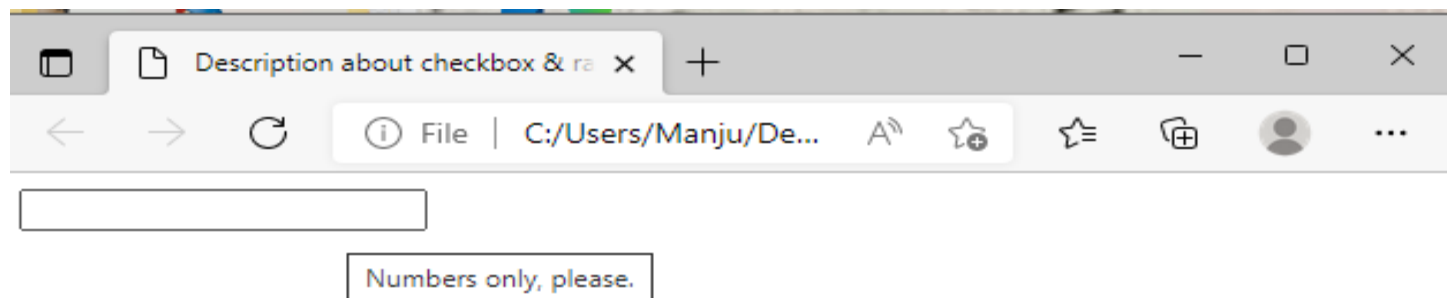 Description about checkbox & ra
File | C:/Users/Manju/De...
Numbers only, please.